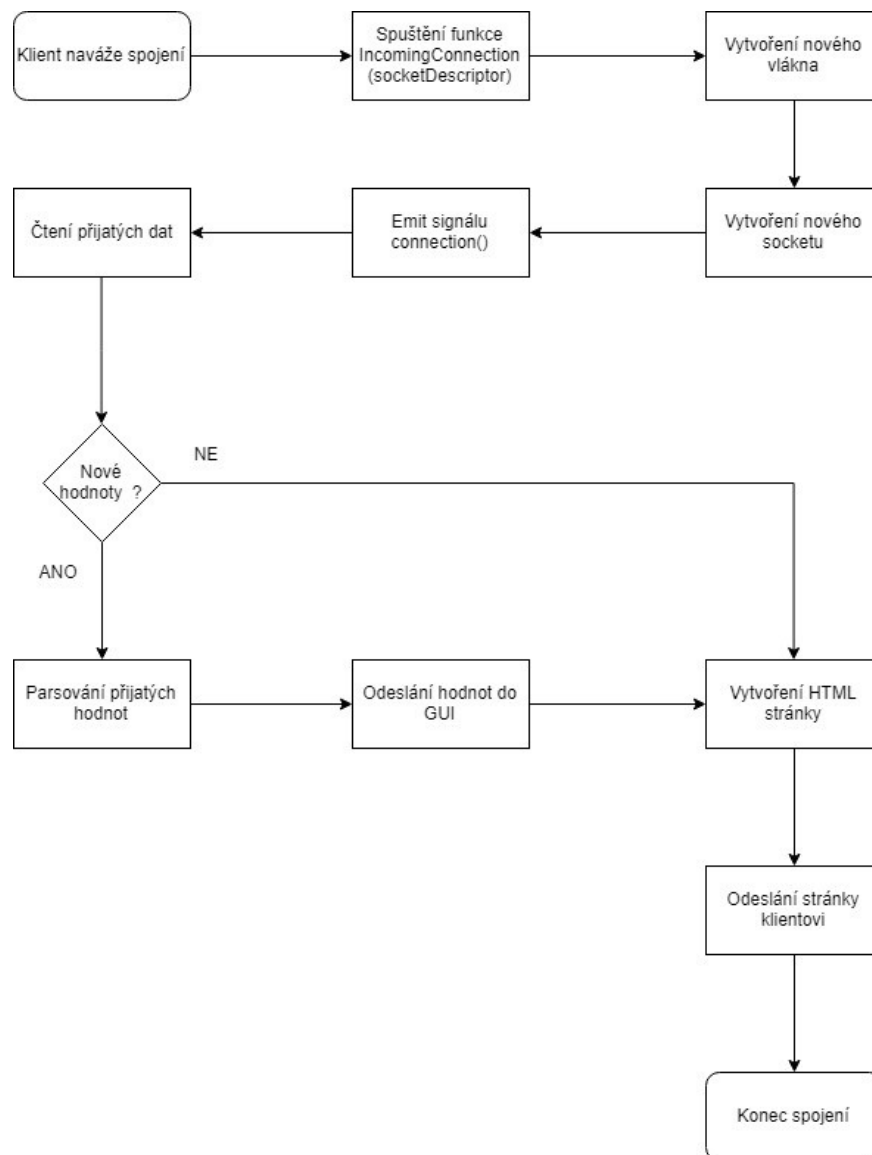 Klient naváže spojení
Spuštění funkce
IncomingConnection
(socketDescriptor)
Vytvoření nového
vlákna
Vytvoření nového
socketu
Emit signálu
connection()
Čtení přijatých dat
Nové
hodnoty ?
NE
ANO
Parsování přijatých
hodnot
Odeslání hodnot do
GUI
Vytvoření HTML
stránky
Odeslání stránky
klientovi
Konec spojení